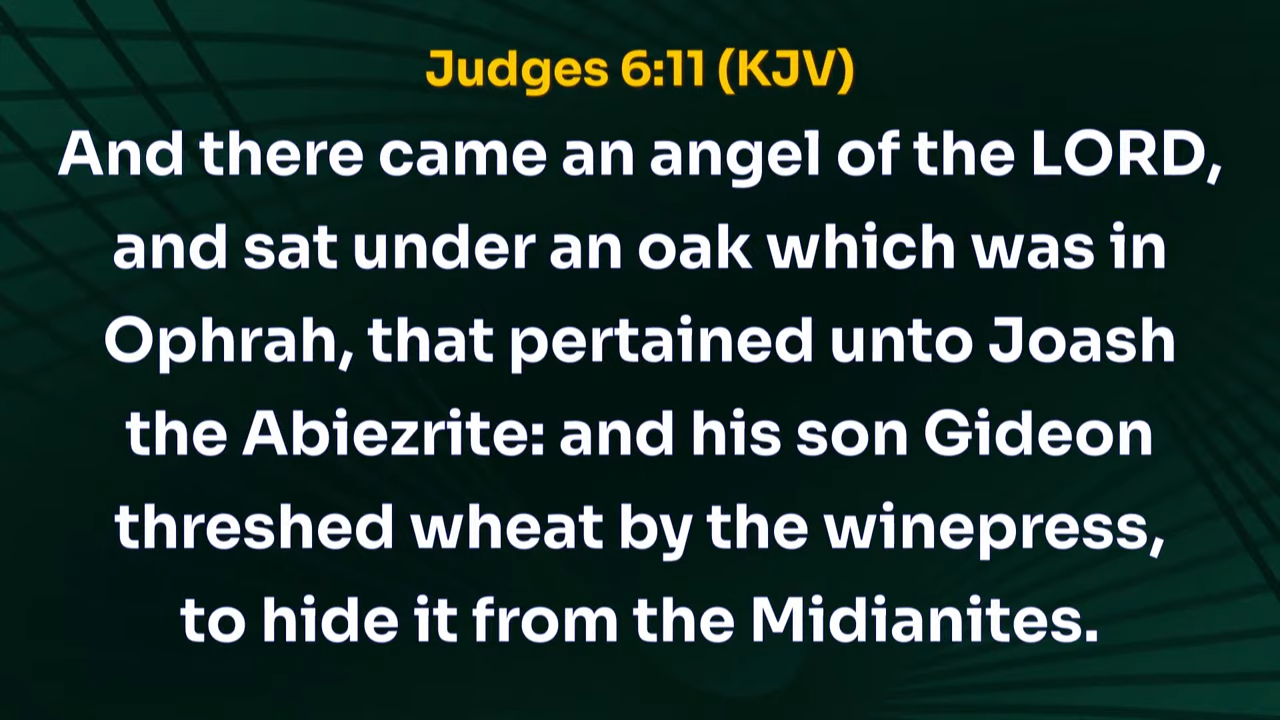 Judges 6:11 (KJV)
And there came an angel of the LORD,
and sat under an oak which was in
Ophrah, that pertained unto Joash
the Abiezrite: and his son Gideon
threshed wheat by the winepress,
to hide it from the Midianites.